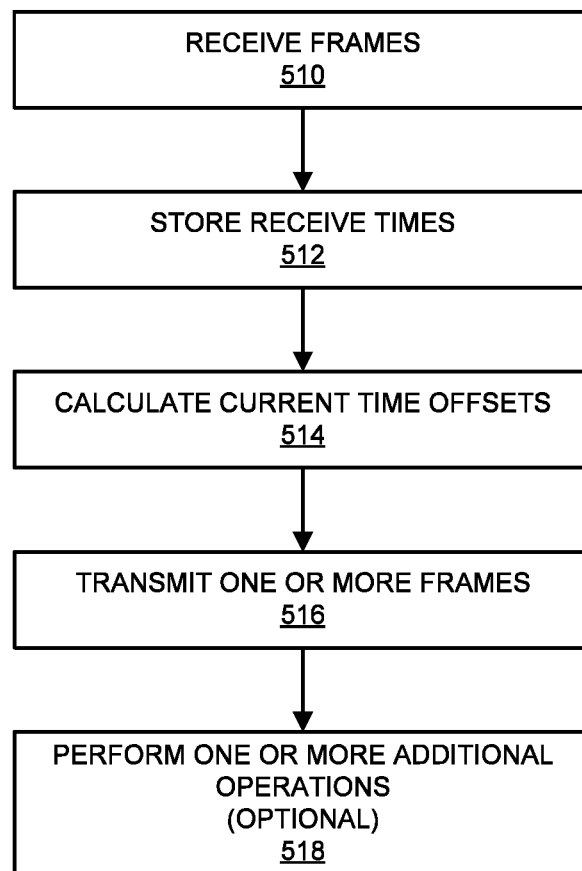 RECEIVE FRAMES
510
STORE RECEIVE TIMES
512
CALCULATE CURRENT TIME OFFSETS
514
TRANSMIT ONE OR MORE FRAMES
516
PERFORM ONE OR MORE ADDITIONAL
OPERATIONS
(OPTIONAL)
518